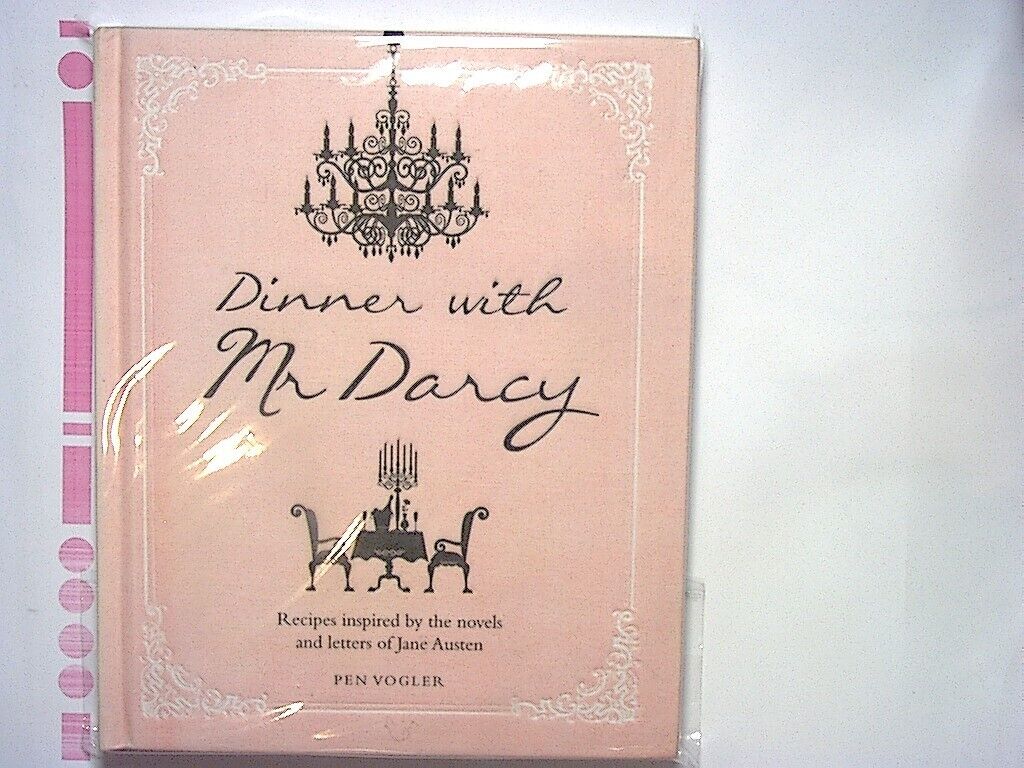 Dinner with
Mr Darcy
Recipes inspired by the novels
and letters of Jane Austen
PEN VOGLER